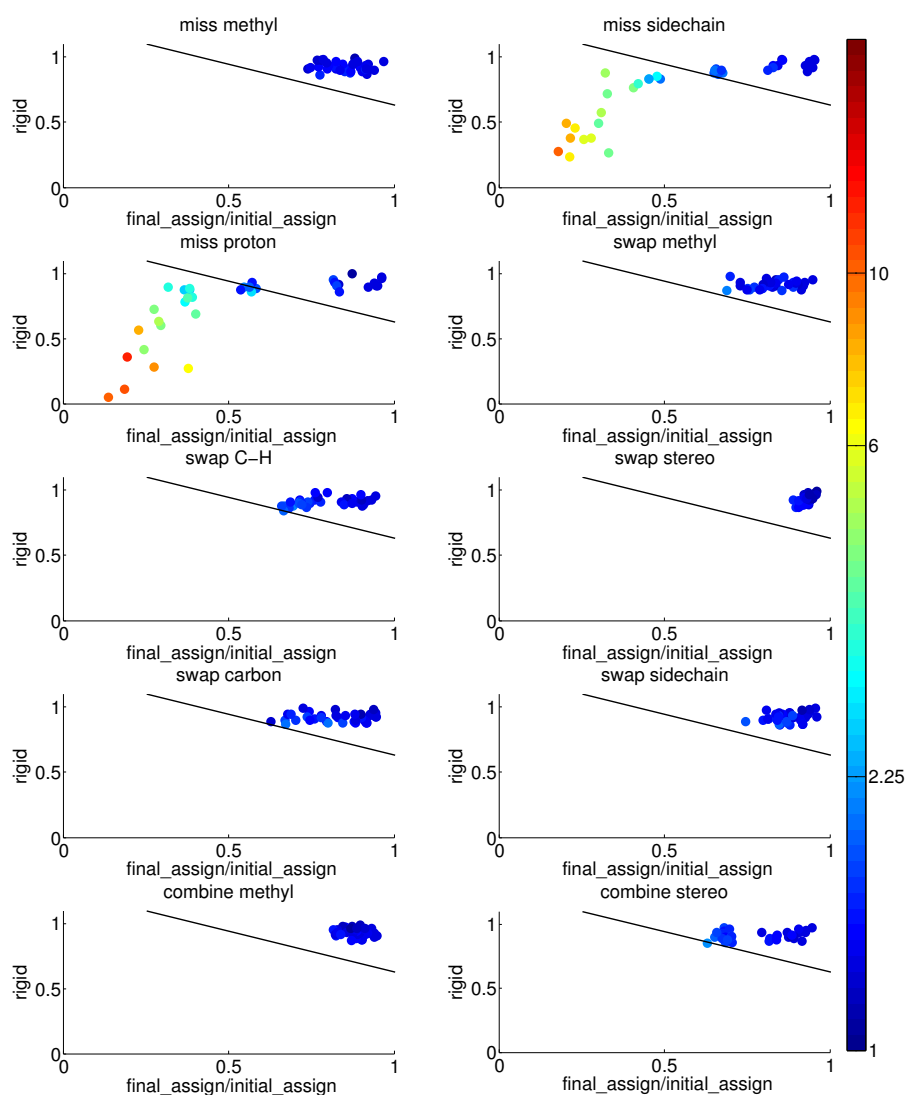 miss methyl
1
0.5
0
rigid
0 0.5 1
final_assign/initial_assign
miss sidechain
1
0.5
0
rigid
0 0.5 1
final_assign/initial_assign
miss proton
1
0.5
0
rigid
0 0.5 1
final_assign/initial_assign
swap methyl
1
0.5
0
rigid
0 0.5 1
final_assign/initial_assign
swap C−H
1
0.5
0
rigid
0 0.5 1
final_assign/initial_assign
swap stereo
1
0.5
0
rigid
0 0.5 1
final_assign/initial_assign
swap carbon
1
0.5
0
rigid
0 0.5 1
final_assign/initial_assign
swap sidechain
1
0.5
0
rigid
0 0.5 1
final_assign/initial_assign
combine methyl
1
0.5
0
rigid
0 0.5 1
final_assign/initial_assign
combine stereo
1
0.5
0
rigid
0 0.5 1
final_assign/initial_assign
10
6
2.25
1